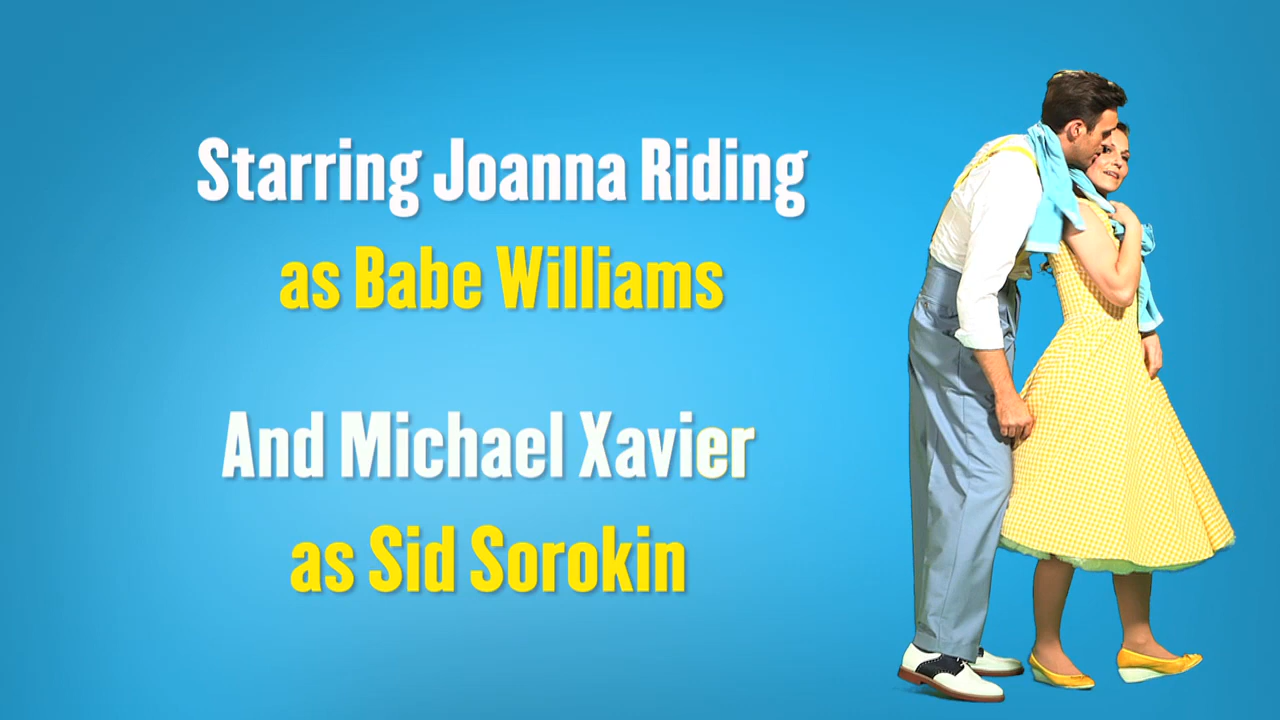 Starring Joanna Riding
as Babe Williams
And Michael Xavier
as Sid Sorokin